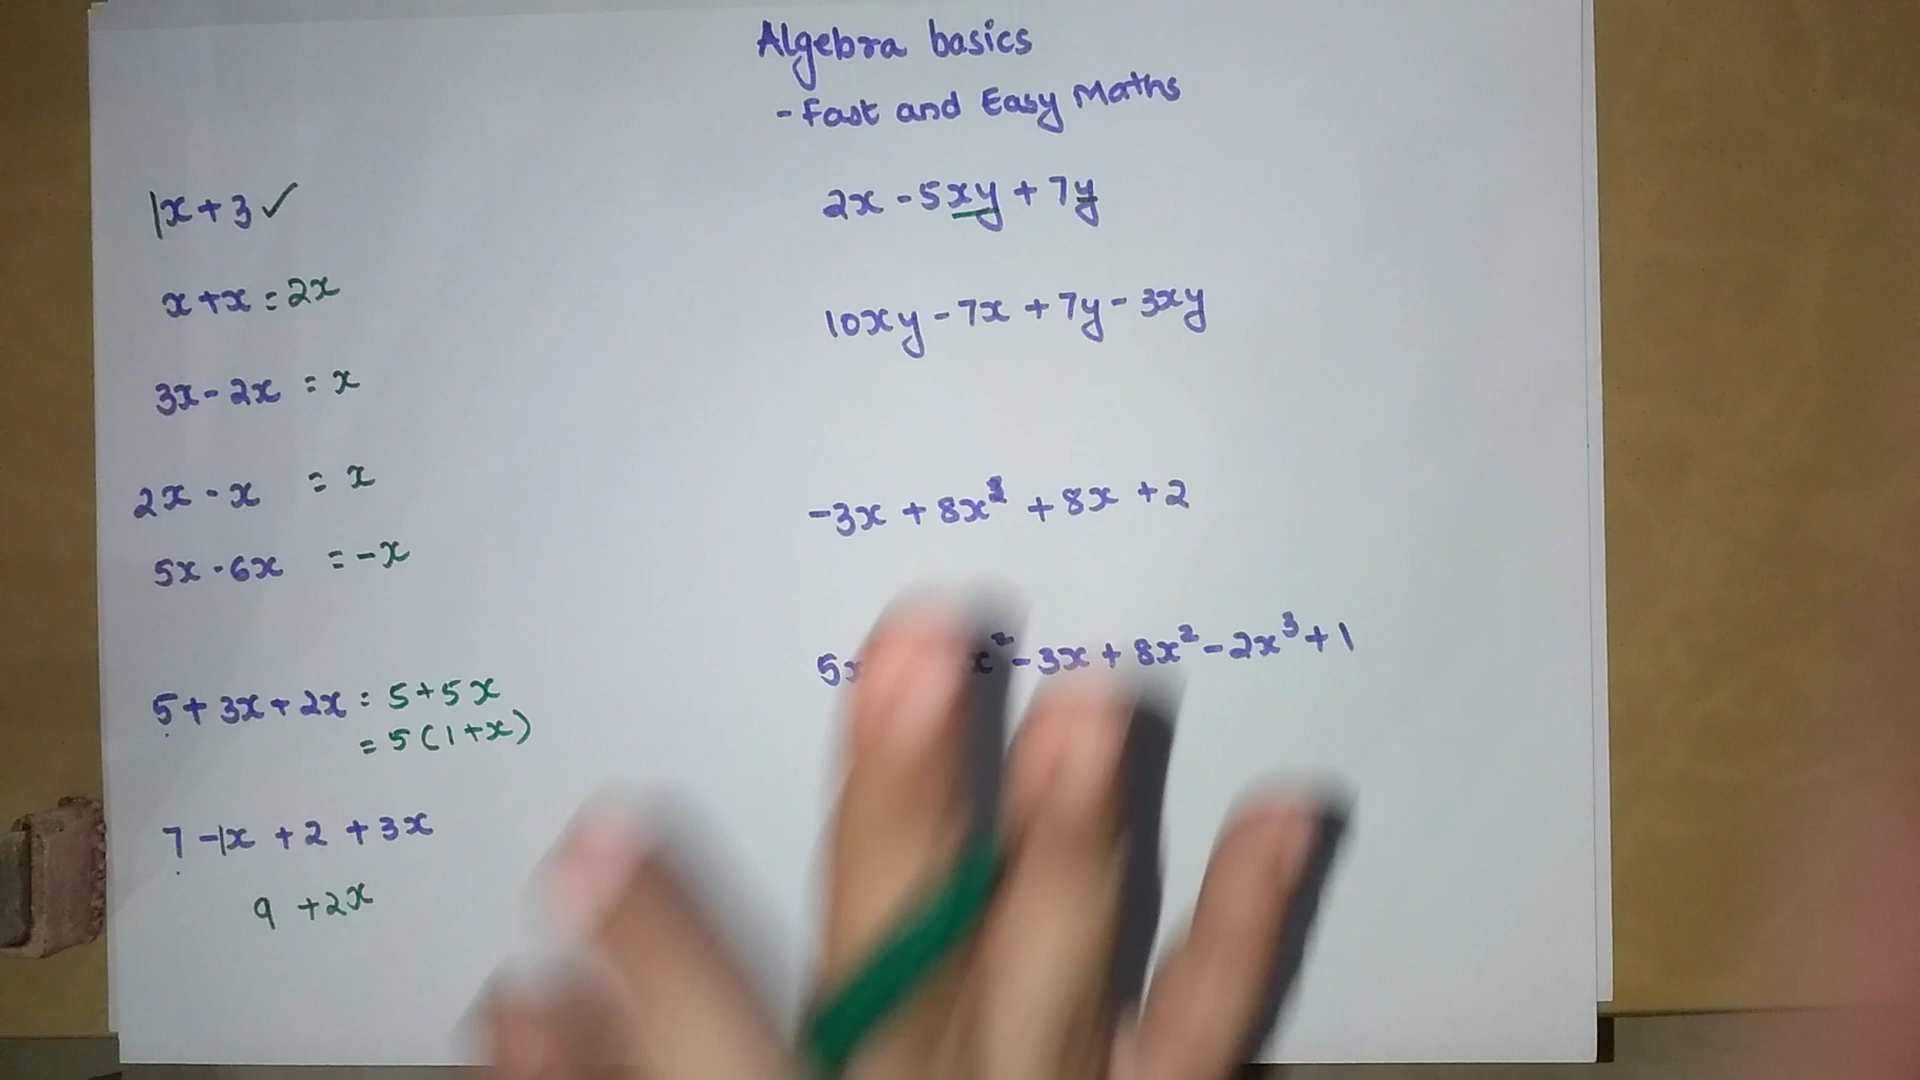 Algebra basics
- Fast and Easy Maths
1x + 3 ✓
x + x = 2x
3x - 2x = x
2x - x = x
5x - 6x = -x
5 + 3x + 2x = 5 + 5x
= 5 (1 + x)
7 - 1x + 2 + 3x
9 + 2x
2x - 5xy + 7y
10xy - 7x + 7y - 3xy
-3x + 8x + 8x + 2
5x x² - 3x + 8x² - 2x³ + 1